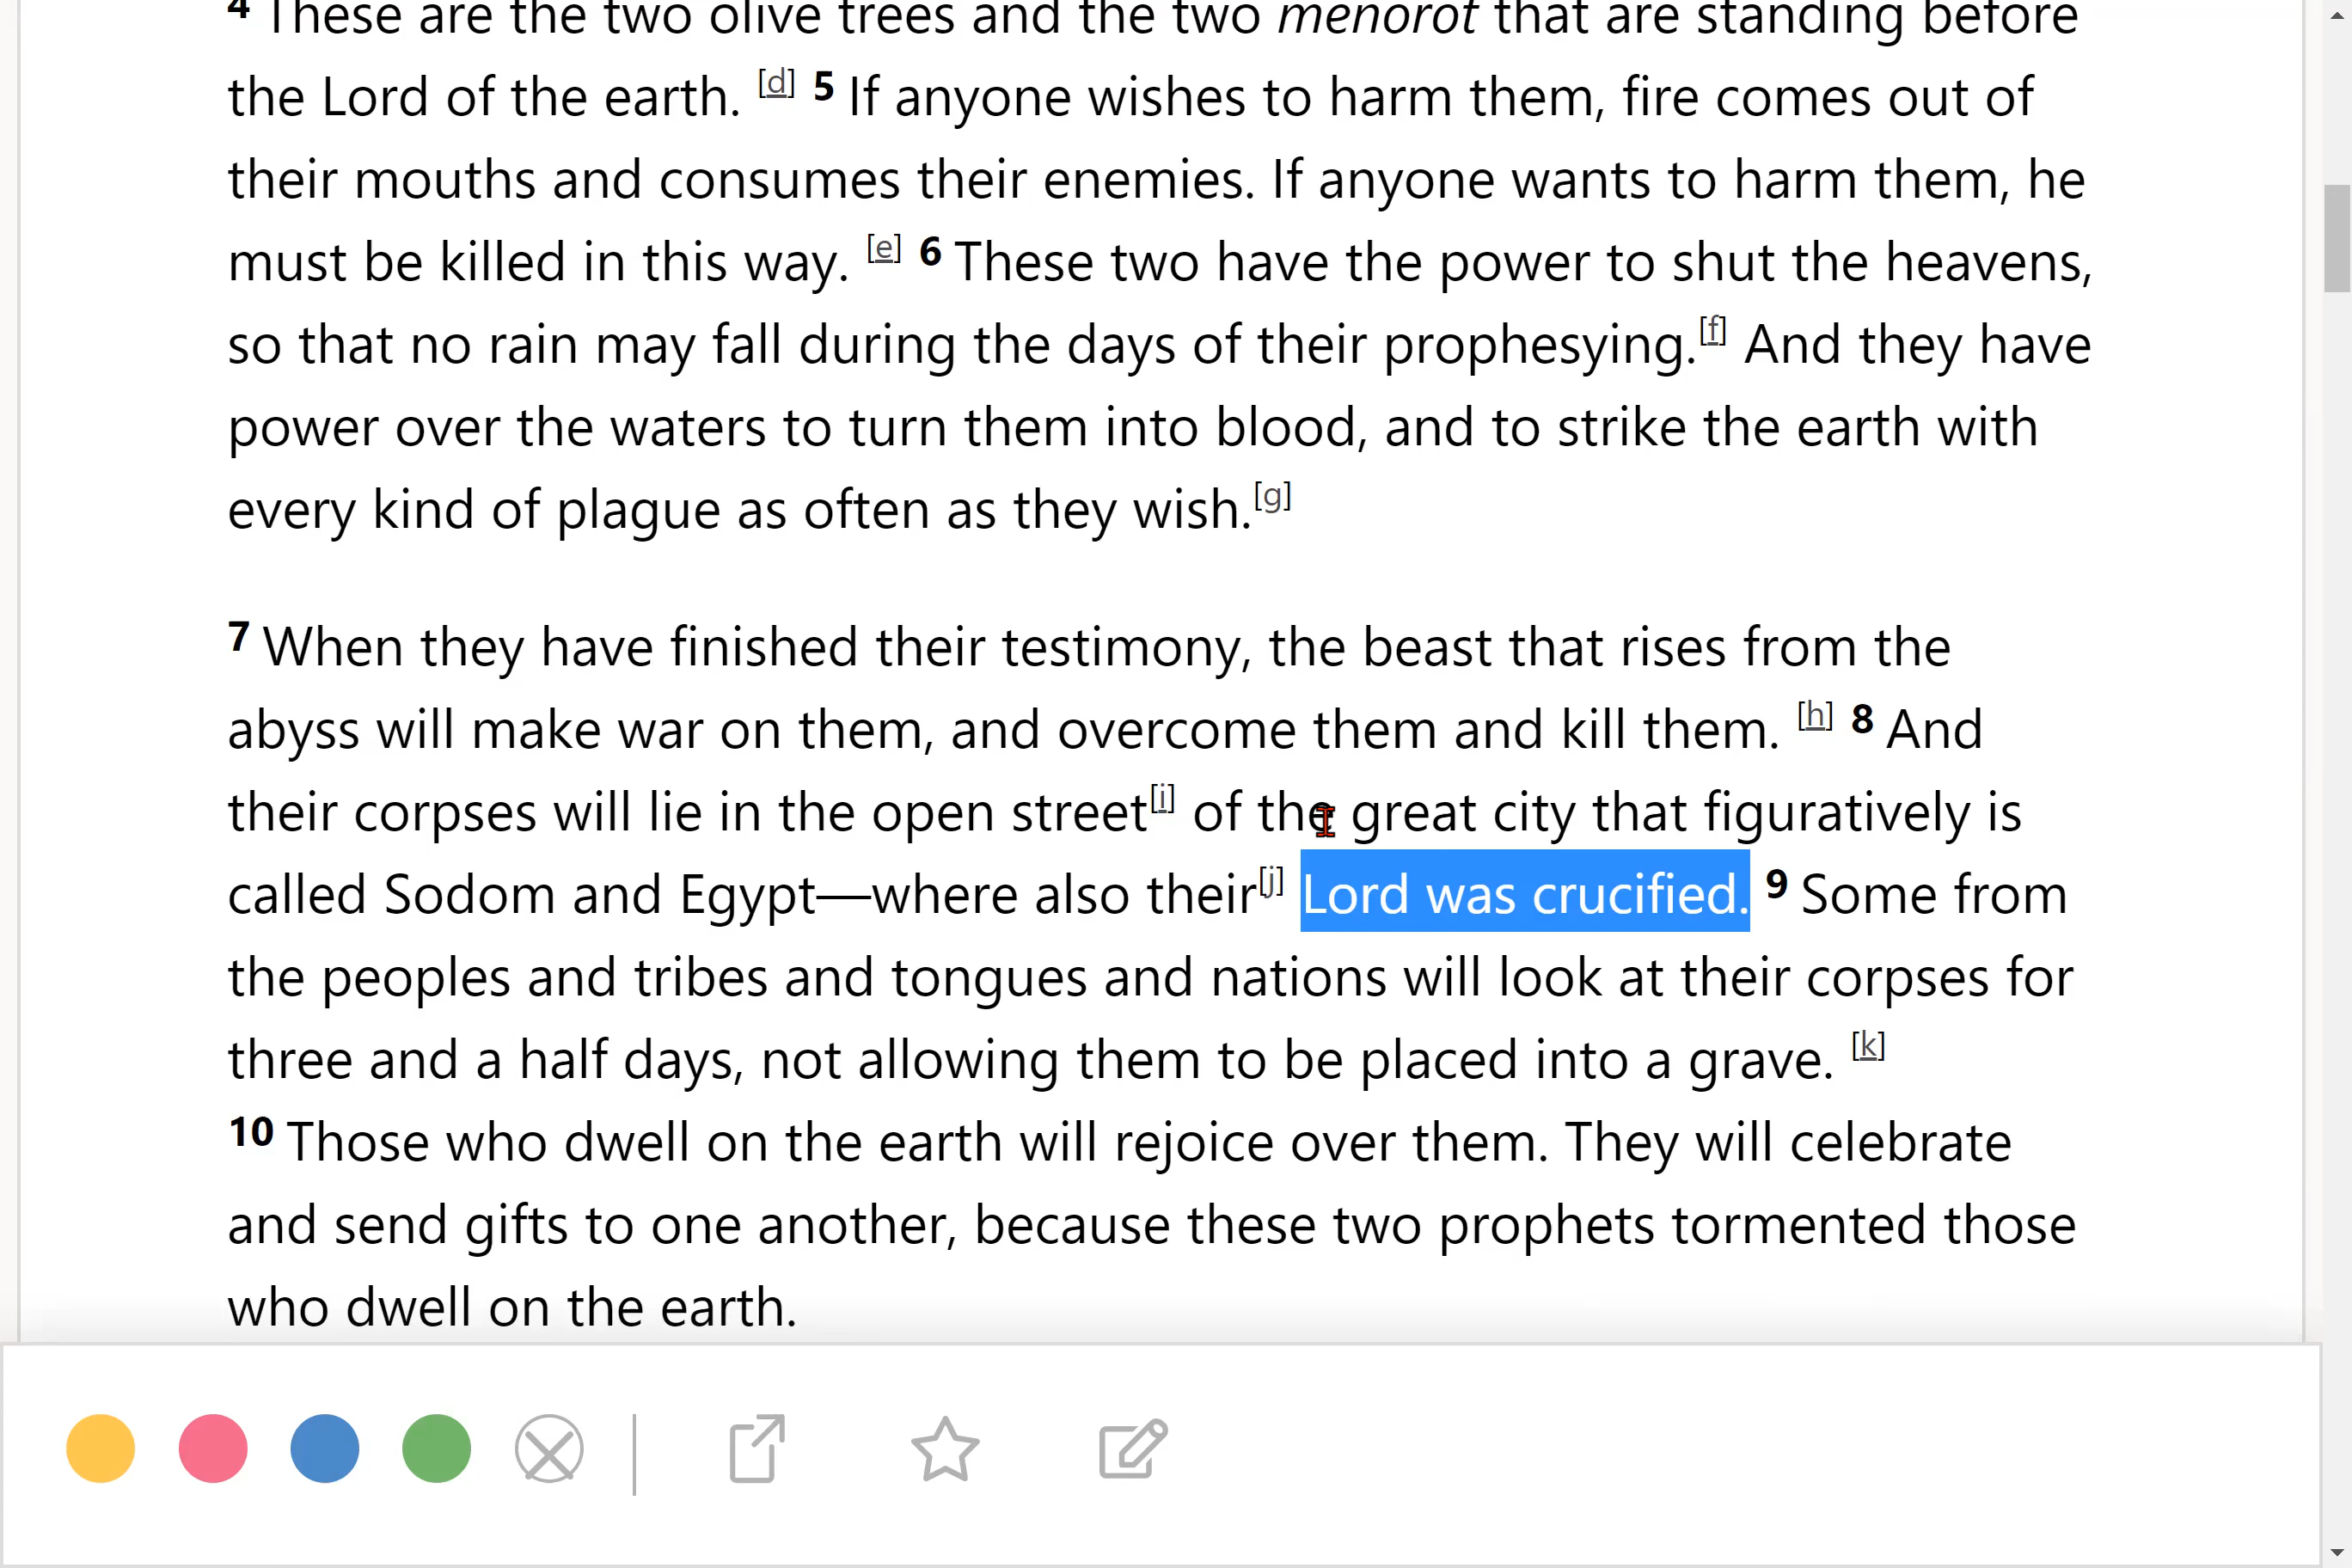 4 These are the two olive trees and the two menorot that are standing before
the Lord of the earth. [d] 5 If anyone wishes to harm them, fire comes out of
their mouths and consumes their enemies. If anyone wants to harm them, he
must be killed in this way. [e] 6 These two have the power to shut the heavens,
so that no rain may fall during the days of their prophesying.[f] And they have
power over the waters to turn them into blood, and to strike the earth with
every kind of plague as often as they wish.[g]
7 When they have finished their testimony, the beast that rises from the
abyss will make war on them, and overcome them and kill them. [h] 8 And
their corpses will lie in the open street[i] of the great city that figuratively is
called Sodom and Egypt—where also their[j] Lord was crucified. 9 Some from
the peoples and tribes and tongues and nations will look at their corpses for
three and a half days, not allowing them to be placed into a grave. [k]
10 Those who dwell on the earth will rejoice over them. They will celebrate
and send gifts to one another, because these two prophets tormented those
who dwell on the earth.